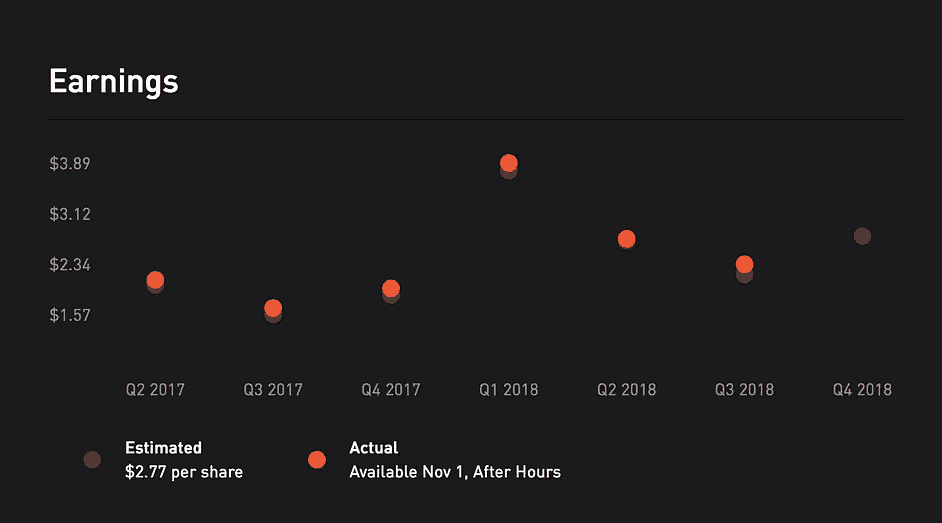 Earnings
$3.89
$3.12
$2.34
$1.57
Q2 2017 Q3 2017 Q4 2017 Q1 2018 Q2 2018 Q3 2018 Q4 2018
Estimated
$2.77 per share
Actual
Available Nov 1, After Hours